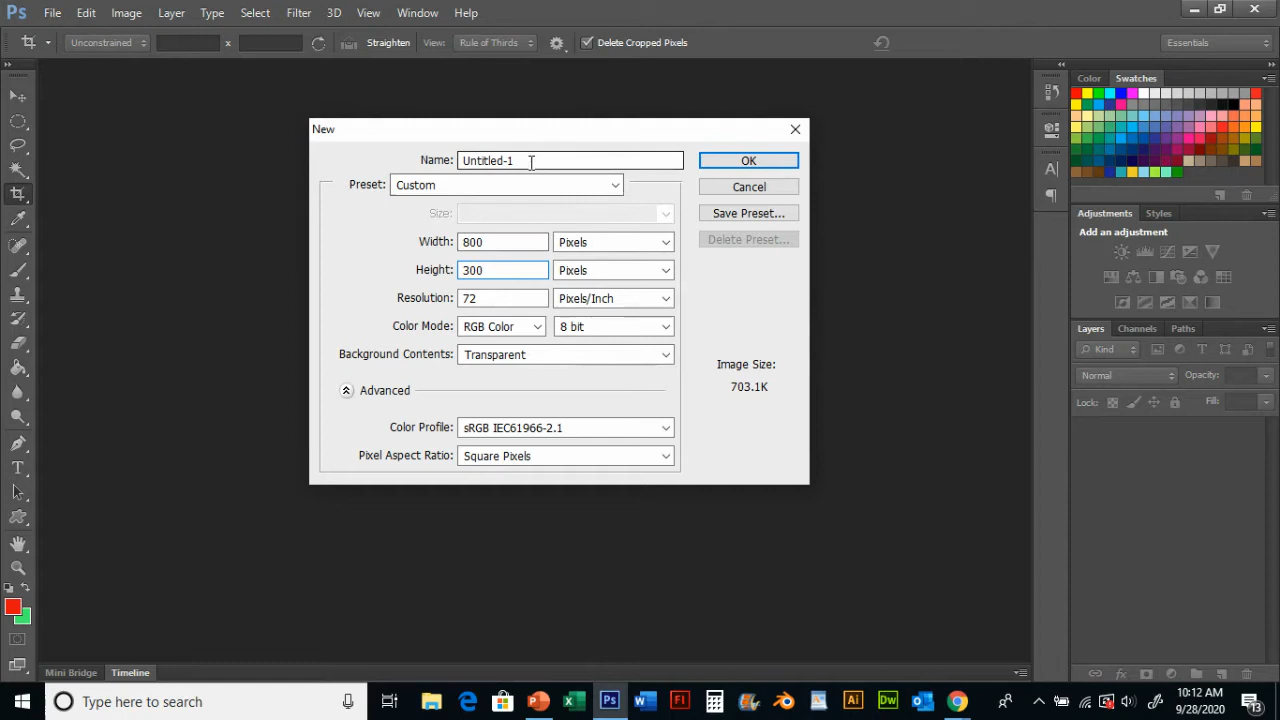 Ps File Edit Image Layer Type Select Filter 3D View Window Help
Unconstrained x Straighten View: Rule of Thirds Delete Cropped Pixels Essentials
Color Swatches
New
Name: Untitled-1 OK
Preset: Custom Cancel
Size: Save Preset...
Width: 800 Pixels Delete Preset...
Height: 300 Pixels
Resolution: 72 Pixels/Inch
Color Mode: RGB Color 8 bit
Background Contents: Transparent
Image Size:
703.1K
Advanced
Color Profile: sRGB IEC61966-2.1
Pixel Aspect Ratio: Square Pixels
Adjustments Styles
Add an adjustment
Layers Channels Paths
Kind
Normal Opacity:
Lock: Fill:
Mini Bridge Timeline
Type here to search
10:12 AM
9/28/2020
13